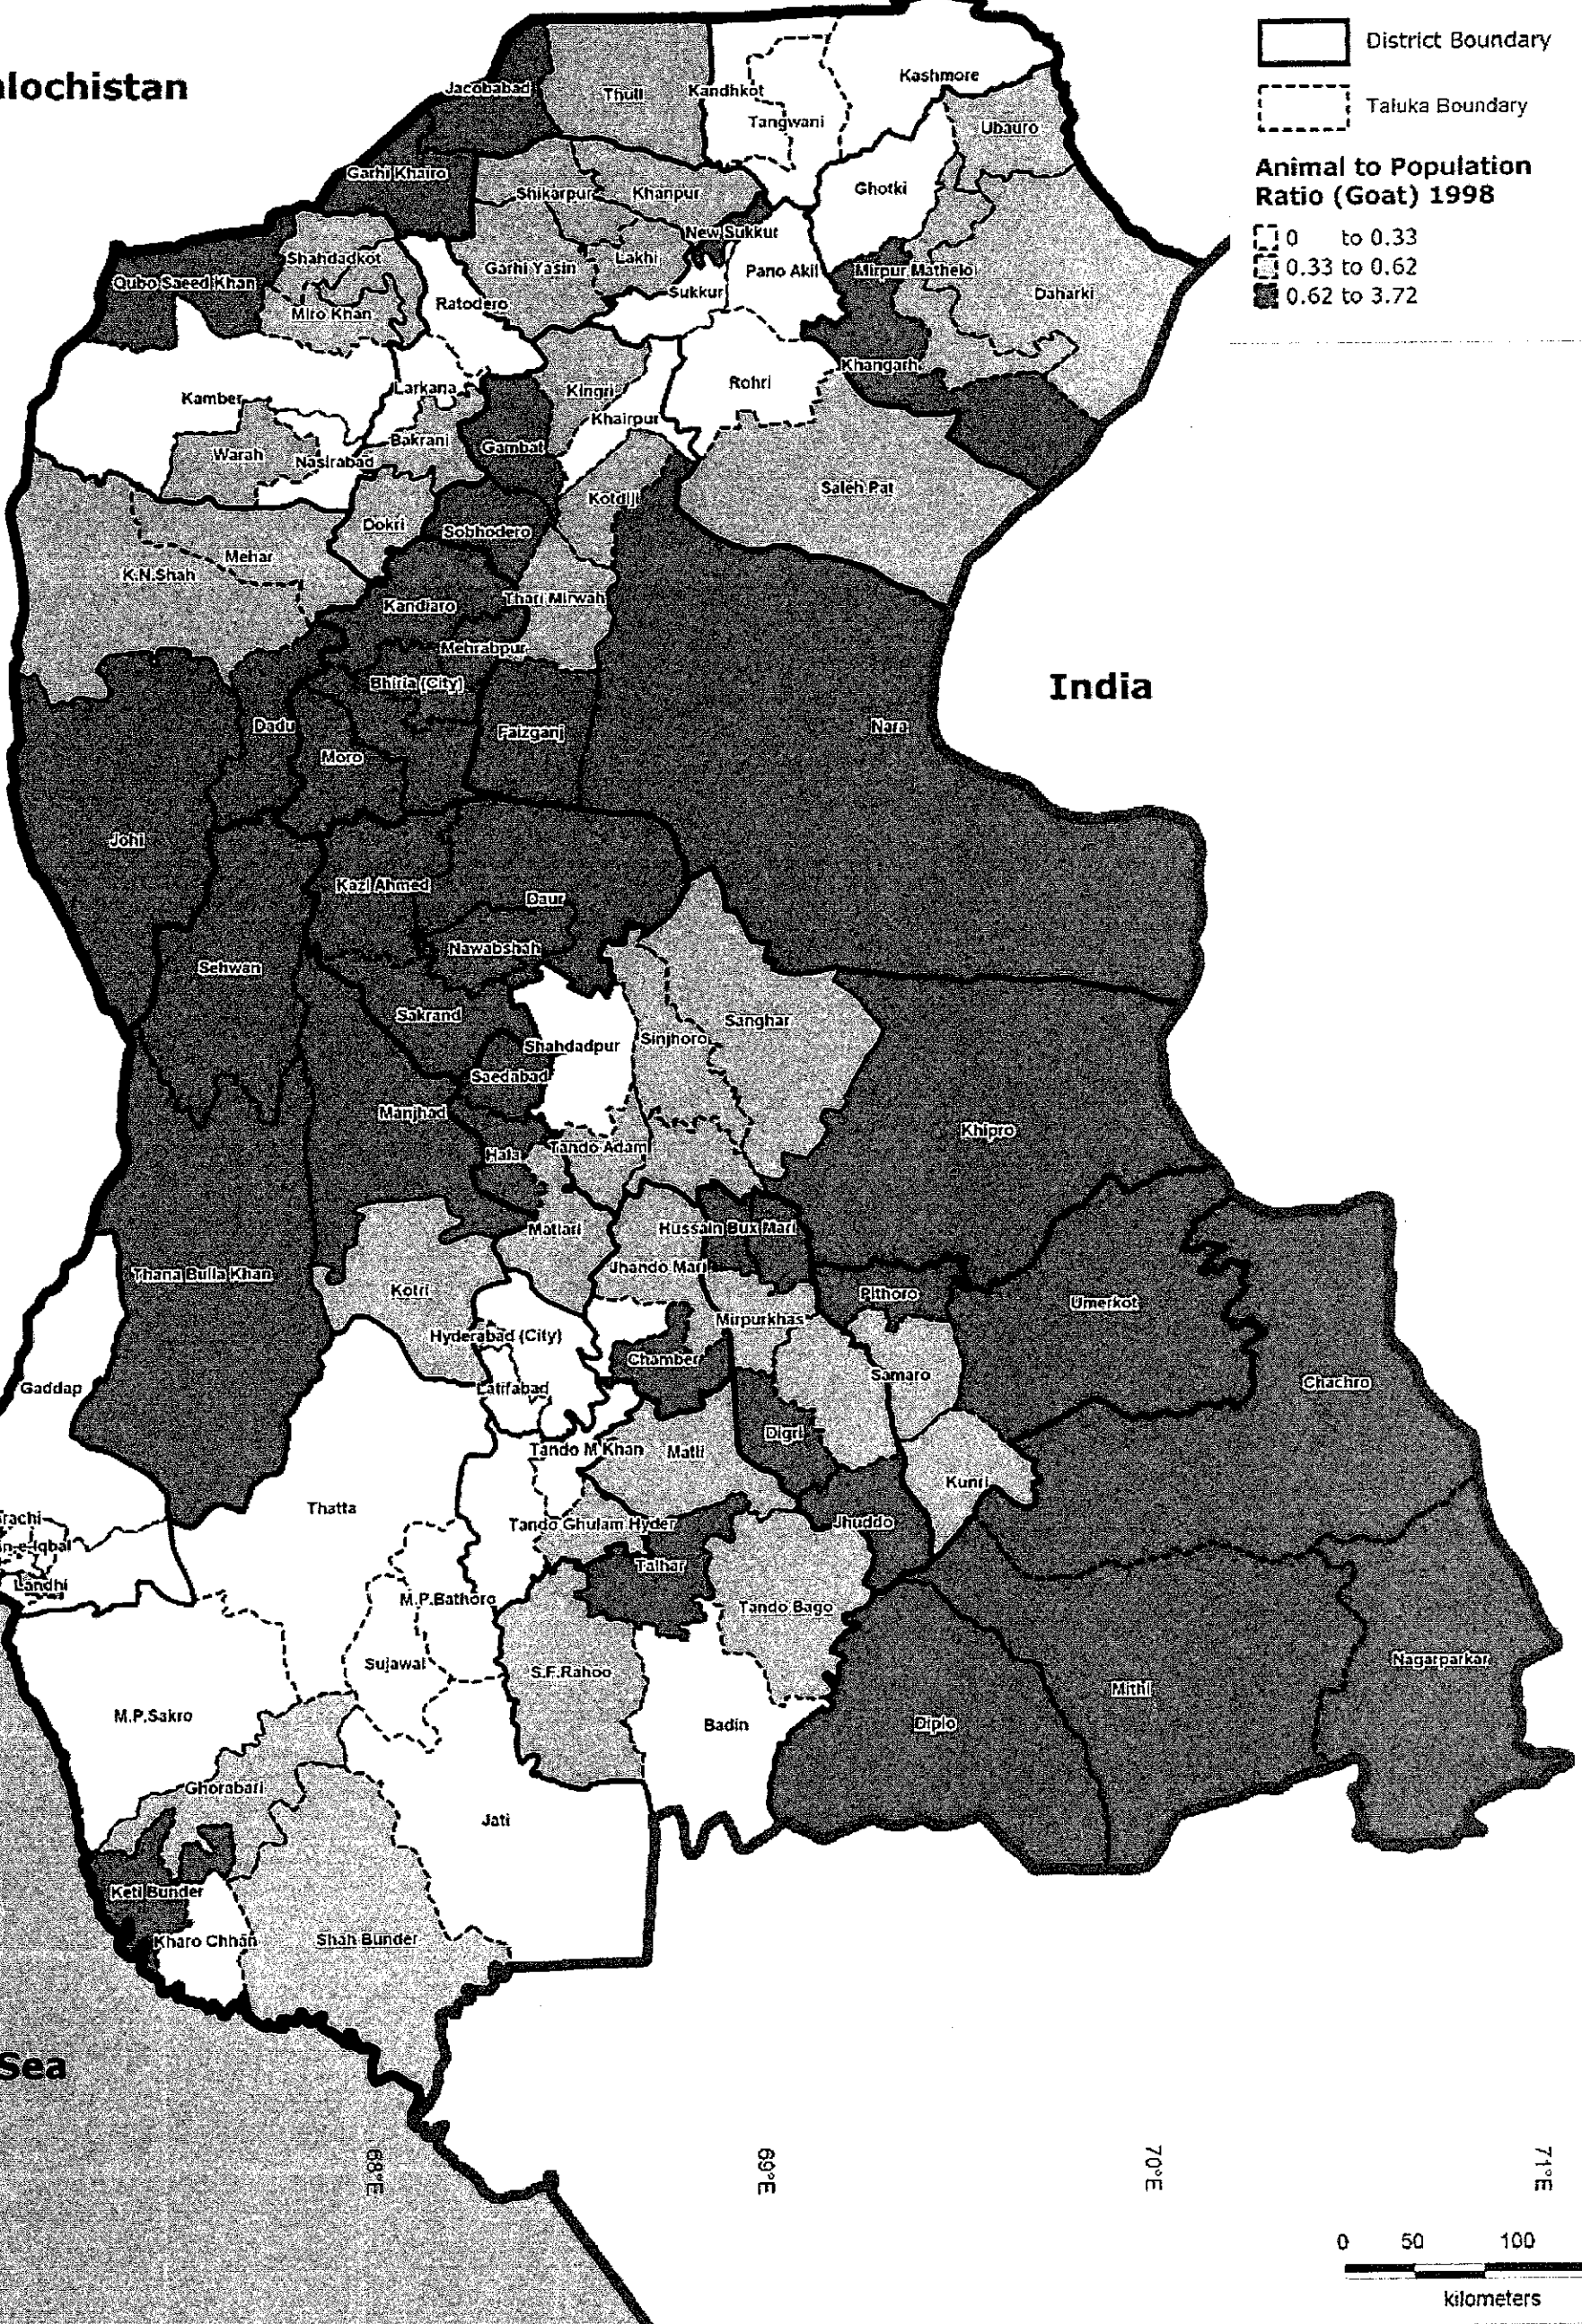 alochistan
District Boundary
Taluka Boundary
Animal to Population
Ratio (Goat) 1998
0 to 0.33
0.33 to 0.62
0.62 to 3.72
Jacobabad
Thull
Kandhkot
Tangwani
Kashmore
Ubauro
Garhi Khairo
Shikarpur
Khanpur
Ghotki
New Sukkur
Shahdadkot
Garhi Yasin
Lakhi
Pano Akil
Mirpur Mathelo
Daharki
Qubo Saeed Khan
Miro Khan
Ratodero
Sukkur
Khangarh
Kamber
Larkana
Kingri
Rohri
Khairpur
Bakrani
Gambat
Warah
Nasirabad
Saleh Pat
Kotdiji
Dokri
Sobhodero
Mehar
K.N.Shah
Kandiaro
Thari Mirwah
Mehrabpur
Bhiria (City)
India
Dadu
Faizganj
Nara
Moro
Johi
Kazi Ahmed
Daur
Nawabshah
Sehwan
Sakrand
Sanghar
Sinjhoro
Shahdadpur
Saedabad
Manjhad
Khipro
Hala
Tando Adam
Matiari
Hussain Bux Mari
Jhando Mari
Thana Bulla Khan
Kotri
Pithoro
Umerkot
Mirpurkhas
Hyderabad (City)
Chamber
Samaro
Chachro
Gaddap
Latifabad
Digri
Tando M Khan
Matli
Kunri
Thatta
rachi
Tando Ghulam Hyder
Jhuddo
n-e-Iqbal
Talhar
Landhi
M.P.Bathoro
Tando Bago
Sujawal
S.F.Rahoo
Nagarparkar
Mithi
M.P.Sakro
Badin
Diplo
Ghorabari
Jati
Keti Bunder
Kharo Chhan
Shah Bunder
Sea
68°E
69°E
70°E
71°E
0 50 100
kilometers